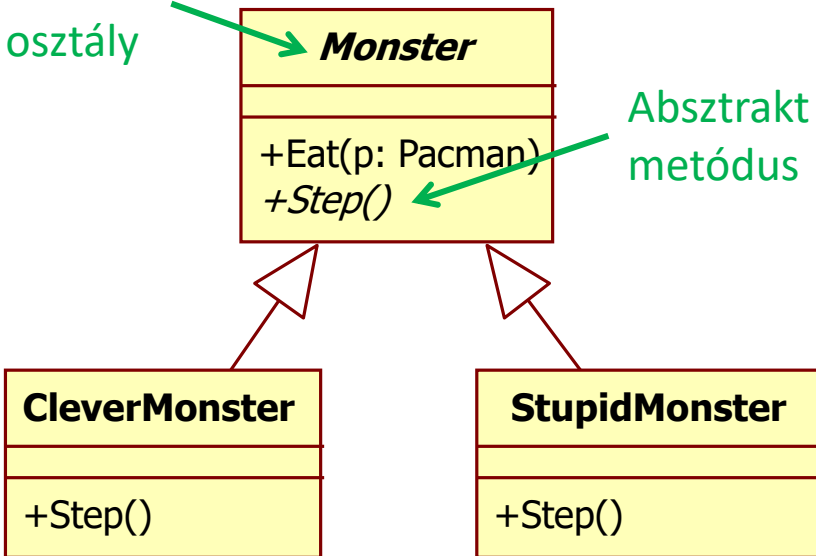 osztály
Monster
Absztrakt
metódus
+Eat(p: Pacman)
+Step()
CleverMonster
+Step()
StupidMonster
+Step()